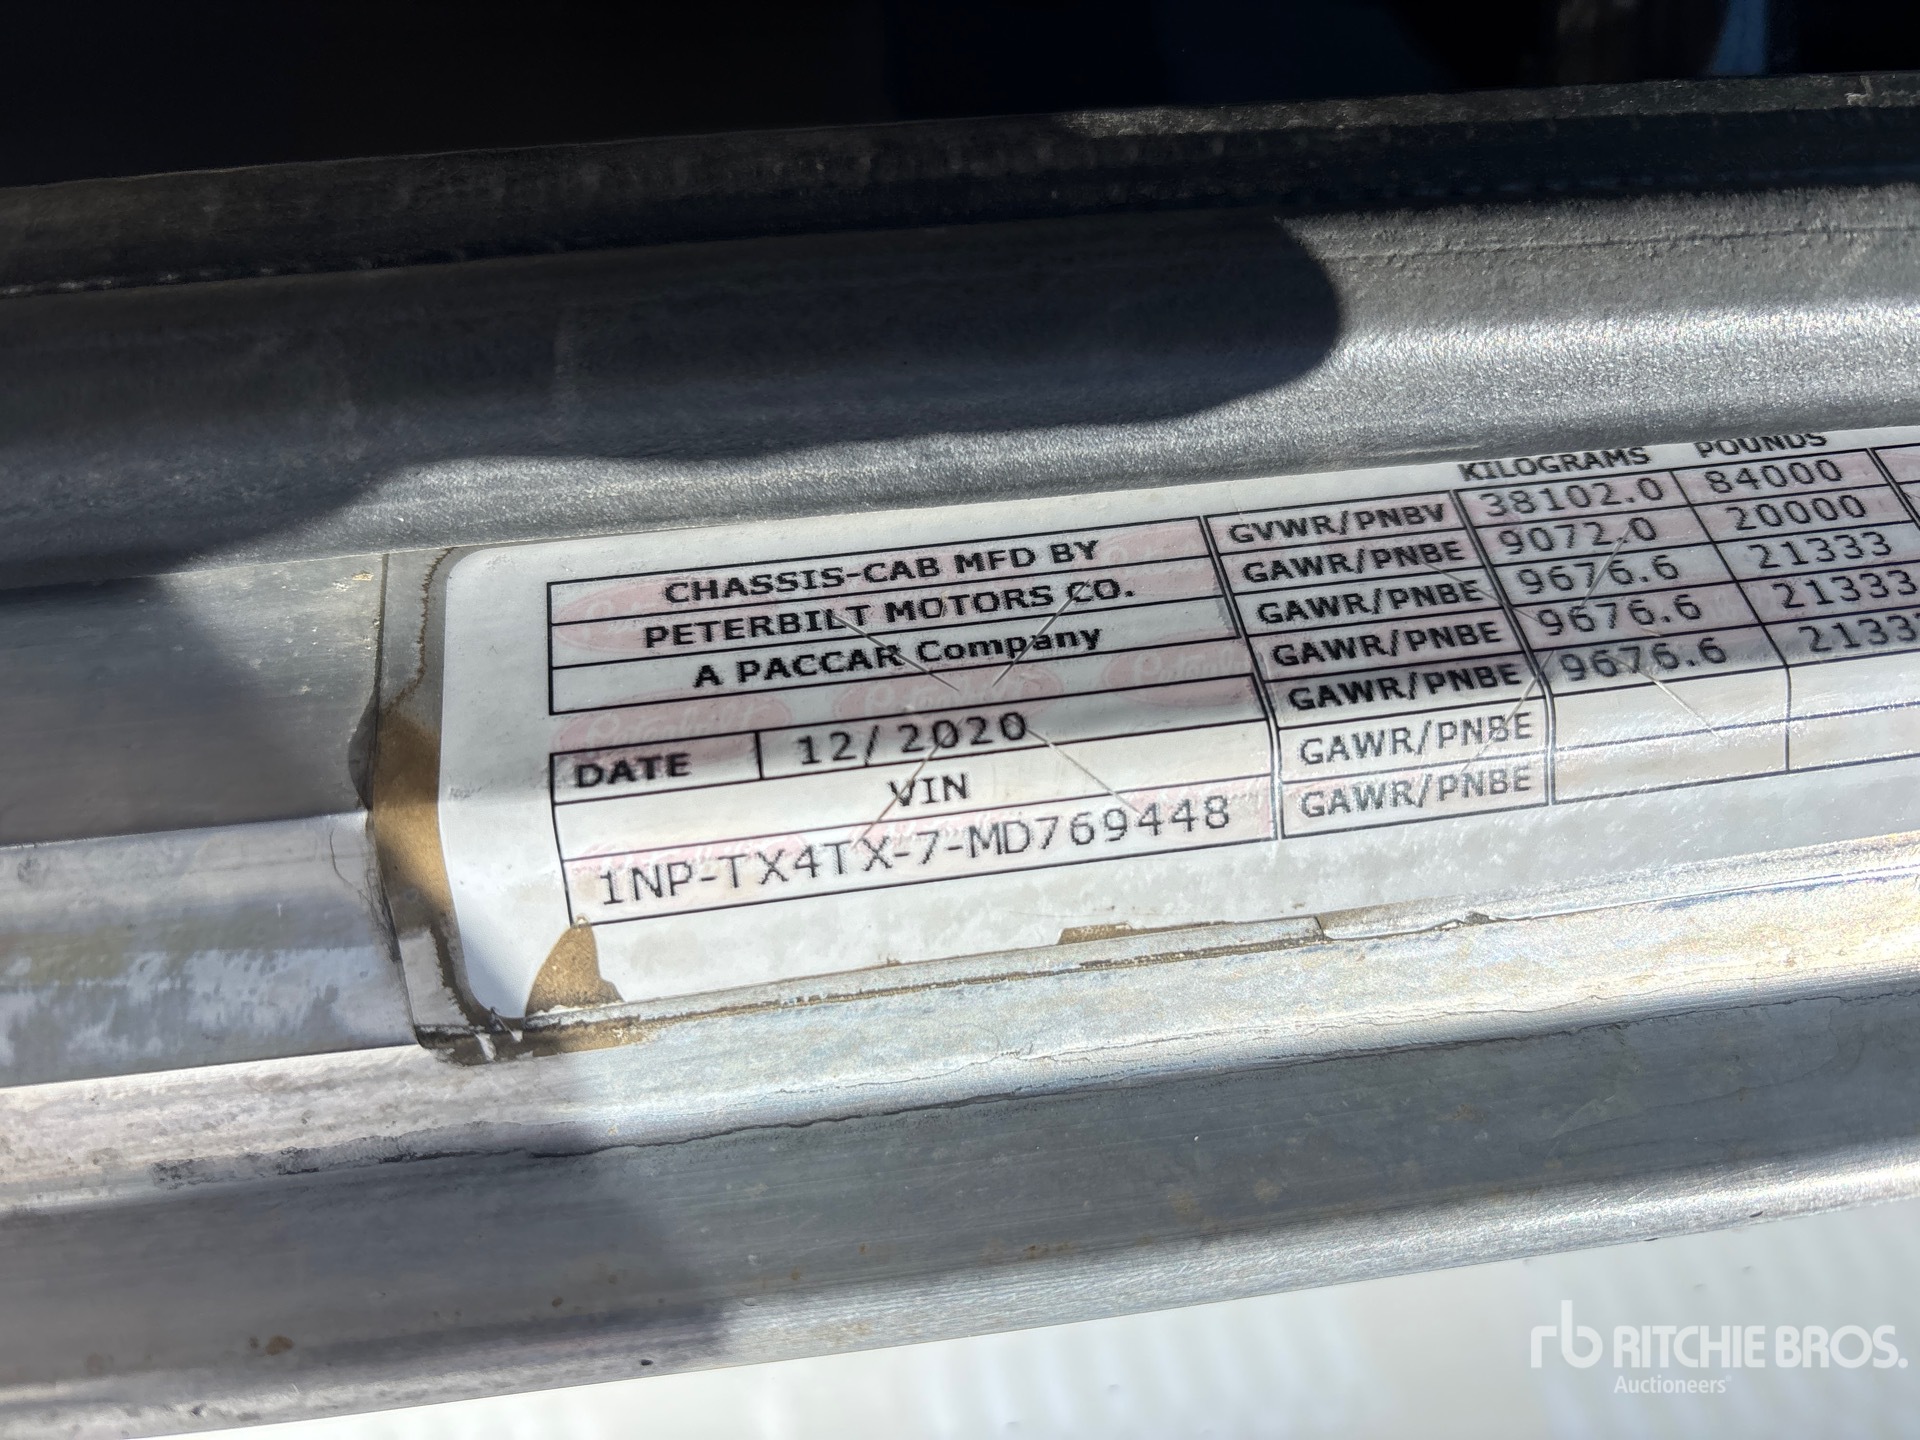 CHASSIS-CAB MFD BY
PETERBILT MOTORS CO.
A PACCAR Company
DATE 12/2020
VIN
1NP-TX4TX-7-MD769448
KILOGRAMS POUNDS
GVWR/PNBV 38102.0 84000
GAWR/PNBE 9072.0 20000
GAWR/PNBE 9676.6 21333
GAWR/PNBE 9676.6 21333
GAWR/PNBE 9676.6 21333
GAWR/PNBE
GAWR/PNBE
rb RITCHIE BROS.
Auctioneers